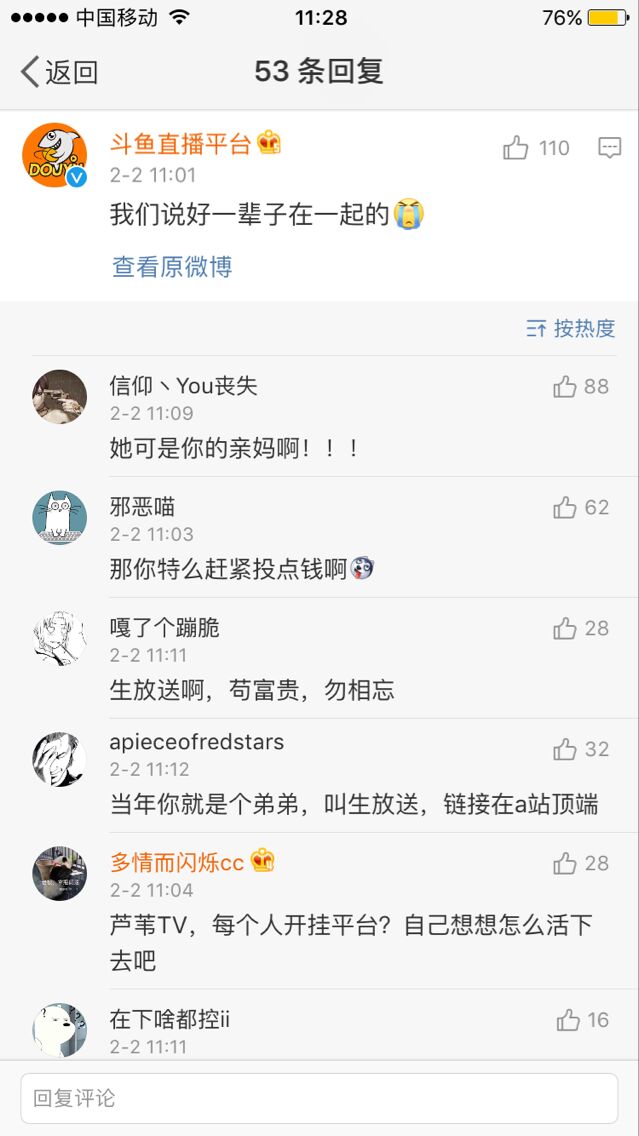 中国移动 11:28 76%
返回 53 条回复
斗鱼直播平台 110
2-2 11:01
我们说好一辈子在一起的
查看原微博
按热度
信仰丶You丧失 88
2-2 11:09
她可是你的亲妈啊！！！
邪恶喵 62
2-2 11:03
那你特么赶紧投点钱啊
嘎了个蹦脆 28
2-2 11:11
生放送啊，苟富贵，勿相忘
apieceofredstars 32
2-2 11:12
当年你就是个弟弟，叫生放送，链接在a站顶端
多情而闪烁cc 28
2-2 11:04
芦苇TV，每个人开挂平台？自己想想怎么活下
去吧
在下啥都控ii 16
2-2 11:11
回复评论